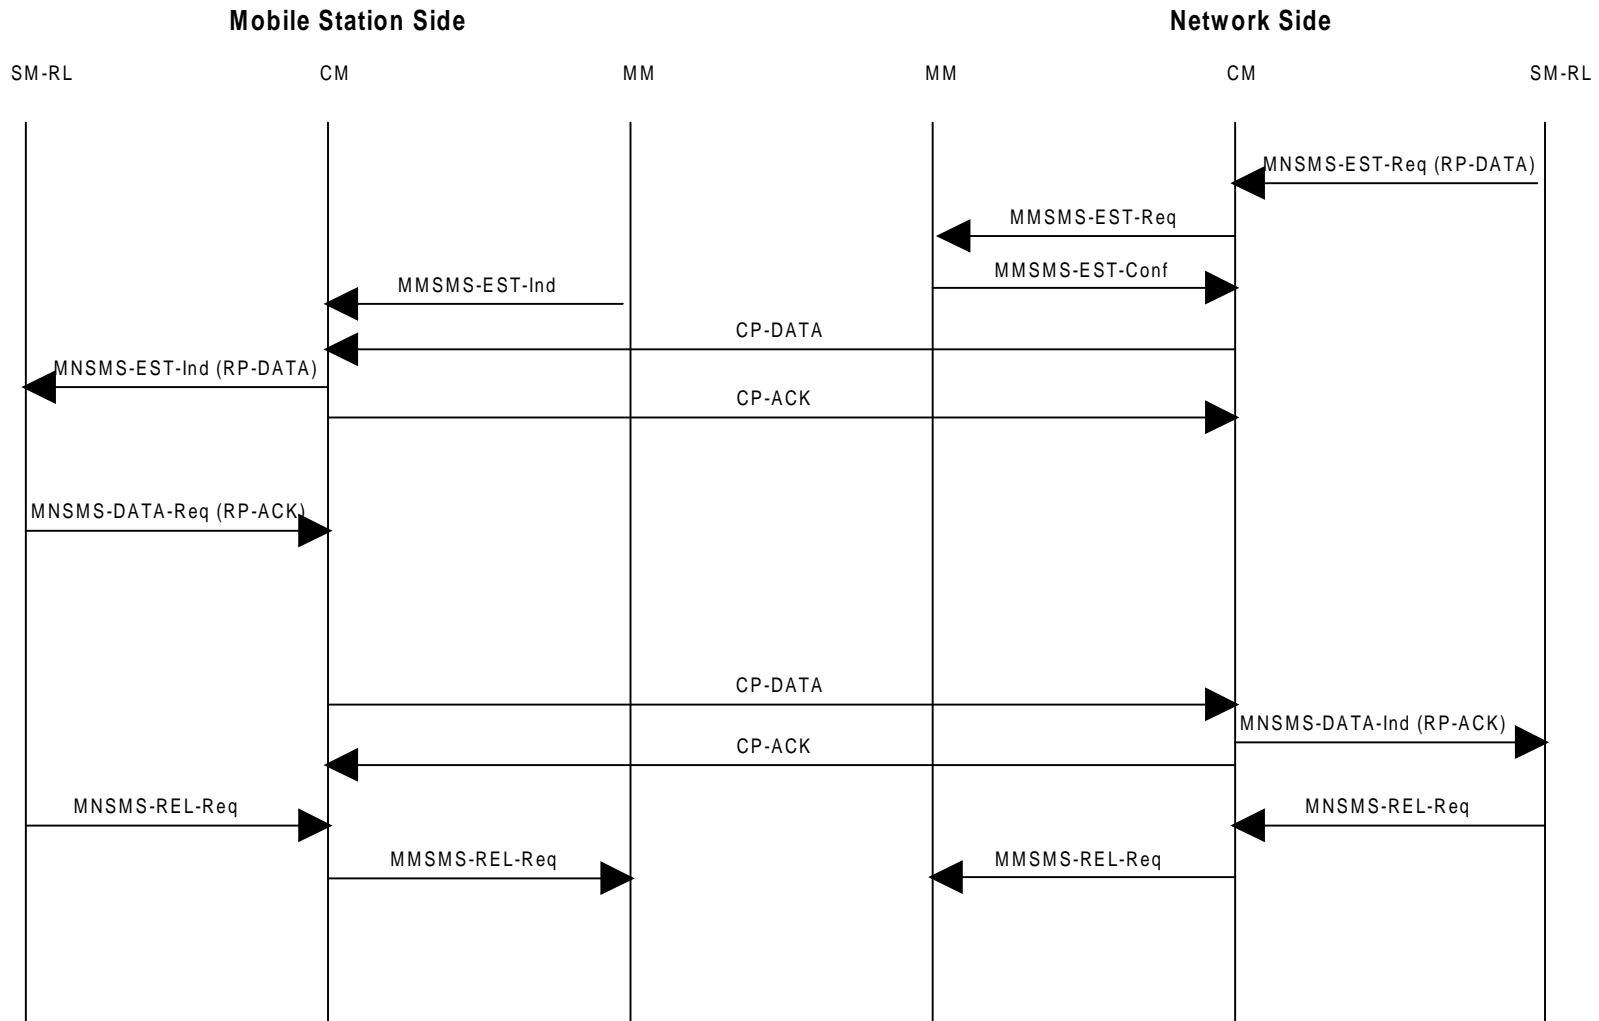 Mobile Station Side
Network Side
SM-RL
CM
MM
MM
CM
SM-RL
MNSMS-EST-Req (RP-DATA)
MMSMS-EST-Req
MMSMS-EST-Conf
MMSMS-EST-Ind
CP-DATA
MNSMS-EST-Ind (RP-DATA)
CP-ACK
MNSMS-DATA-Req (RP-ACK)
CP-DATA
MNSMS-DATA-Ind (RP-ACK)
CP-ACK
MNSMS-REL-Req
MNSMS-REL-Req
MMSMS-REL-Req
MMSMS-REL-Req